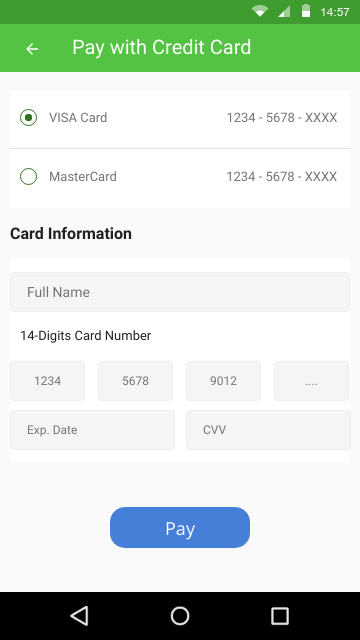 14:57
Pay with Credit Card
VISA Card 1234 - 5678 - XXXX
MasterCard 1234 - 5678 - XXXX
Card Information
Full Name
14-Digits Card Number
1234 5678 9012 ....
Exp. Date CVV
Pay